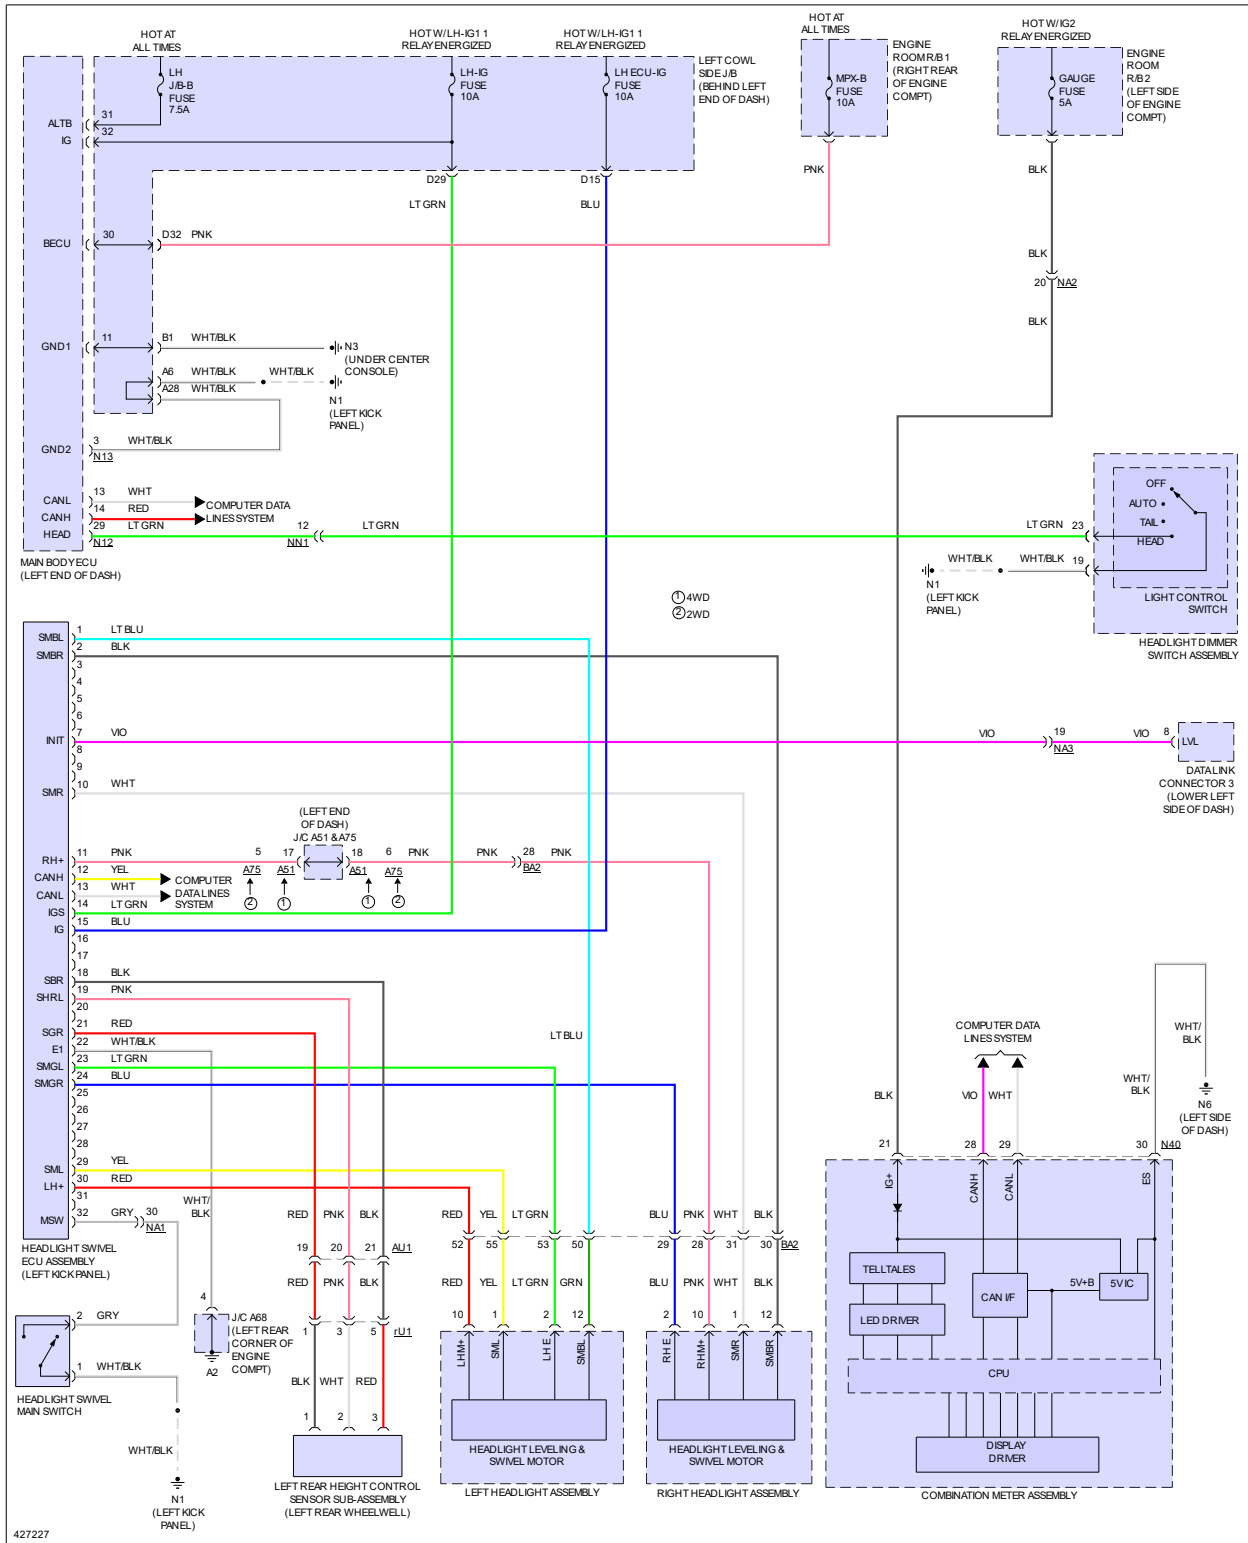 HOT AT
ALL TIMES
HOT W/LH-IG1 1
RELAY ENERGIZED
HOT W/LH-IG1 1
RELAY ENERGIZED
HOT AT
ALL TIMES
HOT W/IG2
RELAY ENERGIZED
LH
J/B-B
FUSE
7.5A
LH-IG
FUSE
10A
LH ECU-IG
FUSE
10A
LEFT COWL
SIDE J/B
(BEHIND LEFT
END OF DASH)
MPX-B
FUSE
10A
ENGINE
ROOM R/B 1
(RIGHT REAR
OF ENGINE
COMPT)
GAUGE
FUSE
5A
ENGINE
ROOM
R/B 2
(LEFT SIDE
OF ENGINE
COMPT)
ALTB
31
IG
32
D29
D15
LT GRN
BLU
PNK
BLK
BECU
30
D32
PNK
BLK
20
NA2
BLK
GND1
11
B1
WHT/BLK
N3
(UNDER CENTER
CONSOLE)
A6
WHT/BLK
WHT/BLK
A28
WHT/BLK
N1
(LEFT KICK
PANEL)
GND2
3
WHT/BLK
N13
CANL
13
WHT
CANH
14
RED
COMPUTER DATA
LINES SYSTEM
HEAD
29
LT GRN
N12
12
NN1
LT GRN
LT GRN
23
OFF
AUTO
TAIL
HEAD
MAIN BODY ECU
(LEFT END OF DASH)
WHT/BLK
WHT/BLK
19
N1
(LEFT KICK
PANEL)
LIGHT CONTROL
SWITCH
HEADLIGHT DIMMER
SWITCH ASSEMBLY
1 4WD
2 2WD
SMBL
1
LT BLU
SMBR
2
BLK
3
4
5
6
INIT
7
VIO
VIO
19
NA3
VIO
8
LVL
DATA LINK
CONNECTOR 3
(LOWER LEFT
SIDE OF DASH)
8
9
SMR
10
WHT
(LEFT END
OF DASH)
J/C A51 & A75
RH+
11
PNK
5
A75
17
A51
18
A51
6
A75
PNK
PNK
28
BA2
PNK
CANH
12
YEL
CANL
13
WHT
COMPUTER
DATA LINES
SYSTEM
2
1
1
2
IGS
14
LT GRN
IG
15
BLU
16
17
SBR
18
BLK
SHRL
19
PNK
20
SGR
21
RED
E1
22
WHT/BLK
SMGL
23
LT GRN
SMGR
24
BLU
25
26
27
28
SML
29
YEL
LH+
30
RED
31
MSW
32
GRY
30
NA1
LT BLU
COMPUTER DATA
LINES SYSTEM
WHT/
BLK
WHT/
BLK
N6
(LEFT SIDE
OF DASH)
BLK
VIO
WHT
21
28
29
30
N40
IG+
CANH
CANL
ES
HEADLIGHT SWIVEL
ECU ASSEMBLY
(LEFT KICK PANEL)
WHT/
BLK
RED
PNK
BLK
19
20
21
AU1
RED
PNK
BLK
1
3
5
rU1
BLK
WHT
RED
1
2
3
RED
YEL
LT GRN
BLU
PNK
WHT
BLK
52
55
53
50
29
28
31
30
BA2
RED
YEL
LT GRN
GRN
BLU
PNK
WHT
BLK
10
1
2
12
2
10
1
12
LHM+
SML
LH E
SMBL
RH E
RHM+
SMR
SMBR
TELLTALES
LED DRIVER
CAN I/F
5V+B
5V IC
CPU
DISPLAY
DRIVER
2
GRY
1
WHT/BLK
HEADLIGHT SWIVEL
MAIN SWITCH
4
J/C A68
(LEFT REAR
CORNER OF
ENGINE
COMPT)
A2
WHT/BLK
N1
(LEFT KICK
PANEL)
LEFT REAR HEIGHT CONTROL
SENSOR SUB-ASSEMBLY
(LEFT REAR WHEELWELL)
HEADLIGHT LEVELING &
SWIVEL MOTOR
LEFT HEADLIGHT ASSEMBLY
HEADLIGHT LEVELING &
SWIVEL MOTOR
RIGHT HEADLIGHT ASSEMBLY
COMBINATION METER ASSEMBLY
427227